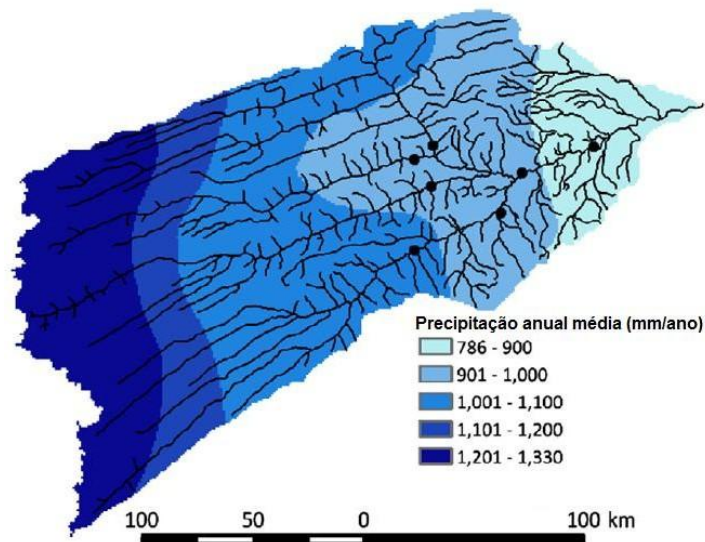 Precipitação anual média (mm/ano)
786 - 900
901 - 1,000
1,001 - 1,100
1,101 - 1,200
1,201 - 1,330
100 50 0 100 km